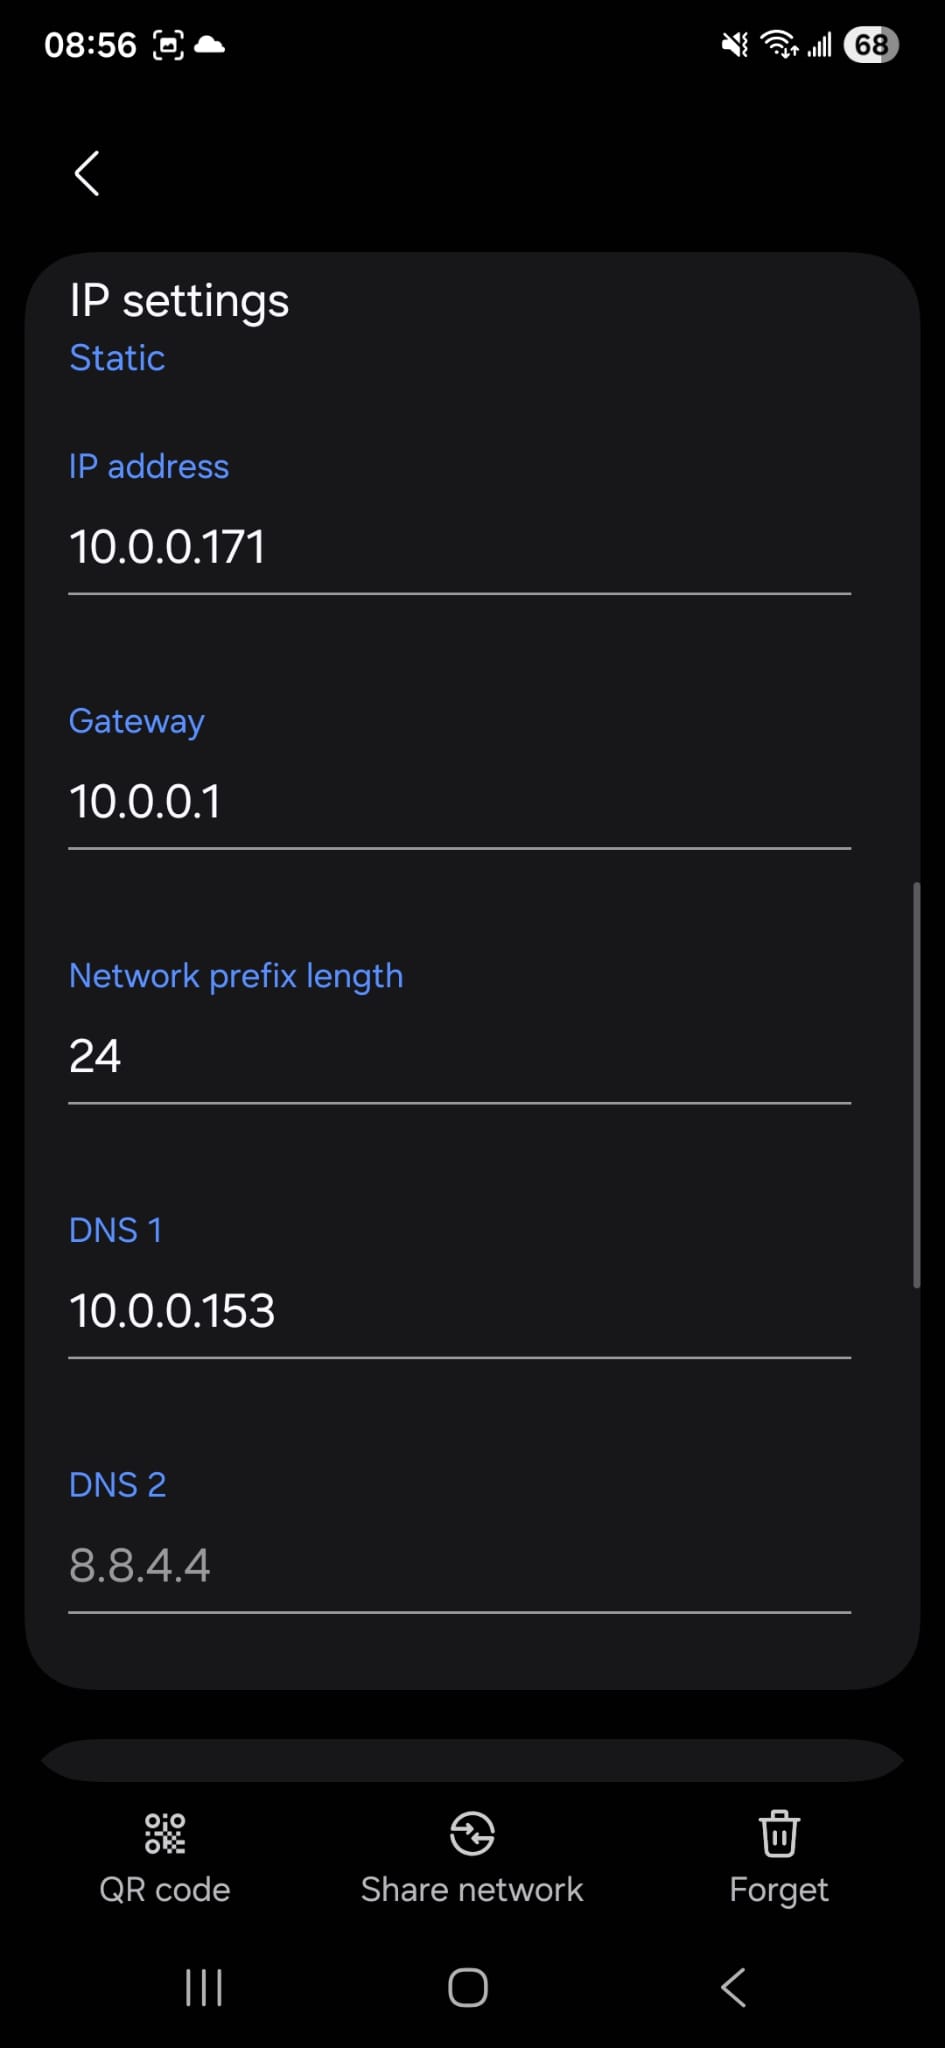 08:56
68
IP settings
Static
IP address
10.0.0.171
Gateway
10.0.0.1
Network prefix length
24
DNS 1
10.0.0.153
DNS 2
8.8.4.4
QR code
Share network
Forget